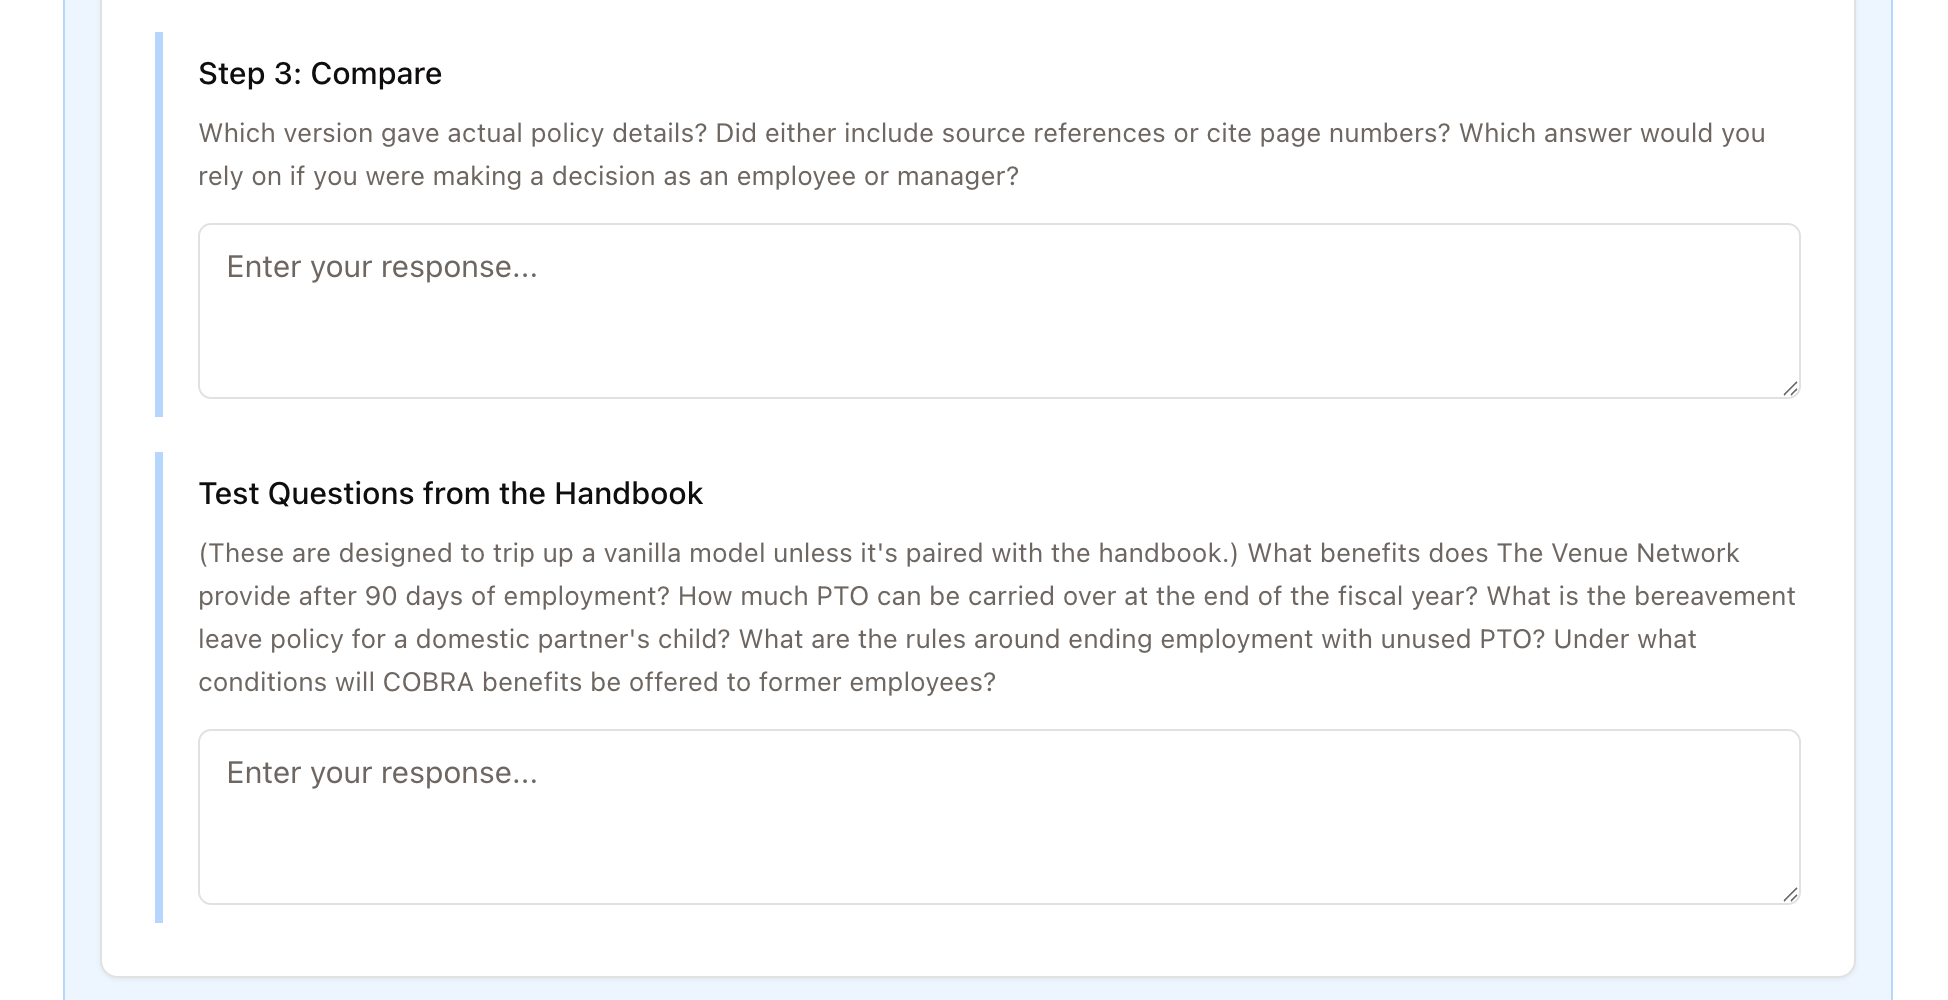 Step 3: Compare
Which version gave actual policy details? Did either include source references or cite page numbers? Which answer would you
rely on if you were making a decision as an employee or manager?
Enter your response...
Test Questions from the Handbook
(These are designed to trip up a vanilla model unless it's paired with the handbook.) What benefits does The Venue Network
provide after 90 days of employment? How much PTO can be carried over at the end of the fiscal year? What is the bereavement
leave policy for a domestic partner's child? What are the rules around ending employment with unused PTO? Under what
conditions will COBRA benefits be offered to former employees?
Enter your response...